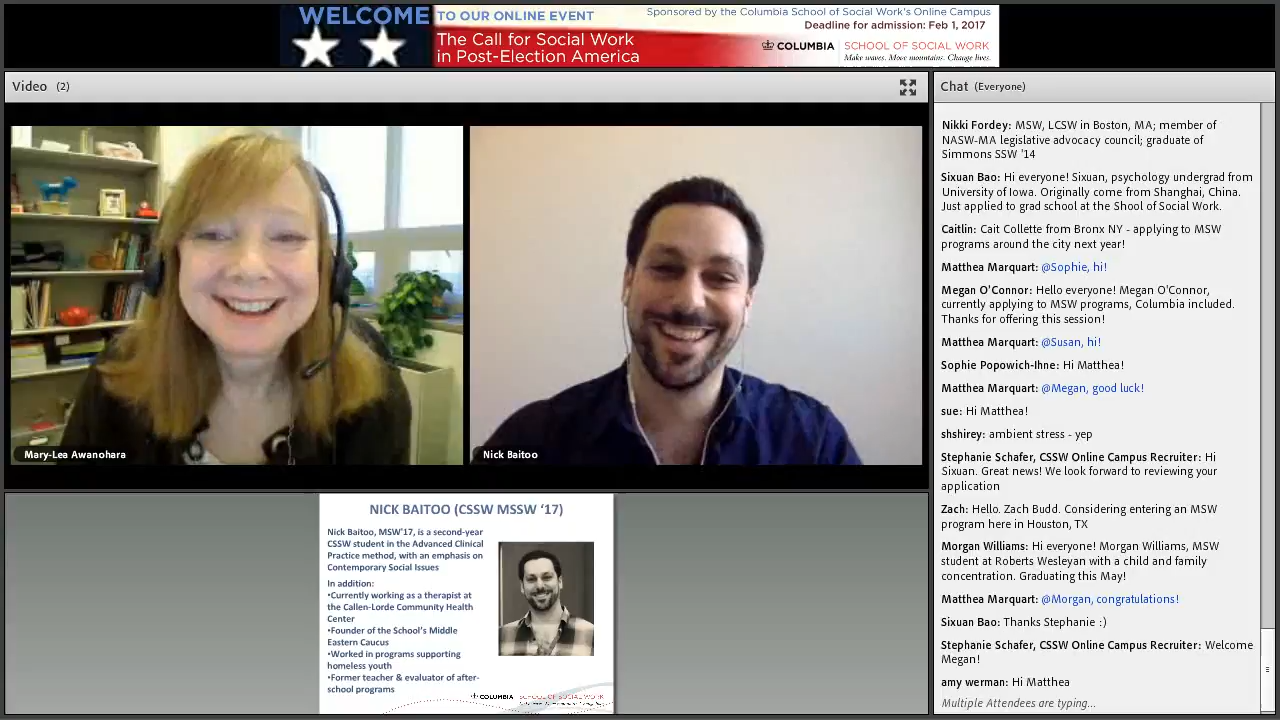 WELCOME TO OUR ONLINE EVENT
The Call for Social Work
in Post-Election America
Sponsored by the Columbia School of Social Work's Online Campus
Deadline for admission: Feb 1, 2017
COLUMBIA SCHOOL OF SOCIAL WORK
Make waves. Move mountains. Change lives.
Video (2)
Mary-Lea Awanohara
Nick Baitoo
NICK BAITOO (CSSW MSSW '17)
Nick Baitoo, MSW'17, is a second-year
CSSW student in the Advanced Clinical
Practice method, with an emphasis on
Contemporary Social Issues
In addition:
•Currently working as a therapist at
the Callen-Lorde Community Health
Center
•Founder of the School's Middle
Eastern Caucus
•Worked in programs supporting
homeless youth
•Former teacher & evaluator of after-
school programs
COLUMBIA SCHOOL OF SOCIAL WORK
Chat (Everyone)
Nikki Fordey: MSW, LCSW in Boston, MA; member of
NASW-MA legislative advocacy council; graduate of
Simmons SSW '14
Sixuan Bao: Hi everyone! Sixuan, psychology undergrad from
University of Iowa. Originally come from Shanghai, China.
Just applied to grad school at the Shool of Social Work.
Caitlin: Cait Collette from Bronx NY - applying to MSW
programs around the city next year!
Matthea Marquart: @Sophie, hi!
Megan O'Connor: Hello everyone! Megan O'Connor,
currently applying to MSW programs, Columbia included.
Thanks for offering this session!
Matthea Marquart: @Susan, hi!
Sophie Popowich-Ihne: Hi Matthea!
Matthea Marquart: @Megan, good luck!
sue: Hi Matthea!
shshirey: ambient stress - yep
Stephanie Schafer, CSSW Online Campus Recruiter: Hi
Sixuan. Great news! We look forward to reviewing your
application
Zach: Hello. Zach Budd. Considering entering an MSW
program here in Houston, TX
Morgan Williams: Hi everyone! Morgan Williams, MSW
student at Roberts Wesleyan with a child and family
concentration. Graduating this May!
Matthea Marquart: @Morgan, congratulations!
Sixuan Bao: Thanks Stephanie :)
Stephanie Schafer, CSSW Online Campus Recruiter: Welcome
Megan!
amy werman: Hi Matthea
Multiple Attendees are typing...